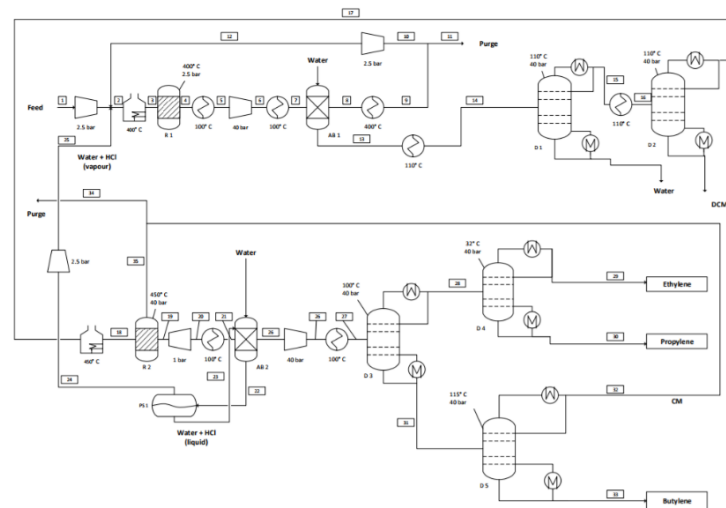 17
12
10
11
Purge
2.5 bar
Water
400° C
2.5 bar
110° C
40 bar
110° C
40 bar
15
16
14
Feed
1
2
3
4
5
6
7
8
9
2.5 bar
400° C
R 1
100° C
40 bar
100° C
AB 1
400° C
13
110° C
D 1
110° C
D 2
Water
DCM
25
Water + HCl
(vapour)
34
Purge
2.5 bar
35
Water
450° C
40 bar
100° C
40 bar
32° C
40 bar
28
29
Ethylene
D 4
30
Propylene
18
19
20
21
26
26
27
R 2
1 bar
100° C
23
AB 2
40 bar
100° C
D 3
24
22
PS 1
Water + HCl
(liquid)
31
115° C
40 bar
32
CM
D 5
33
Butylene